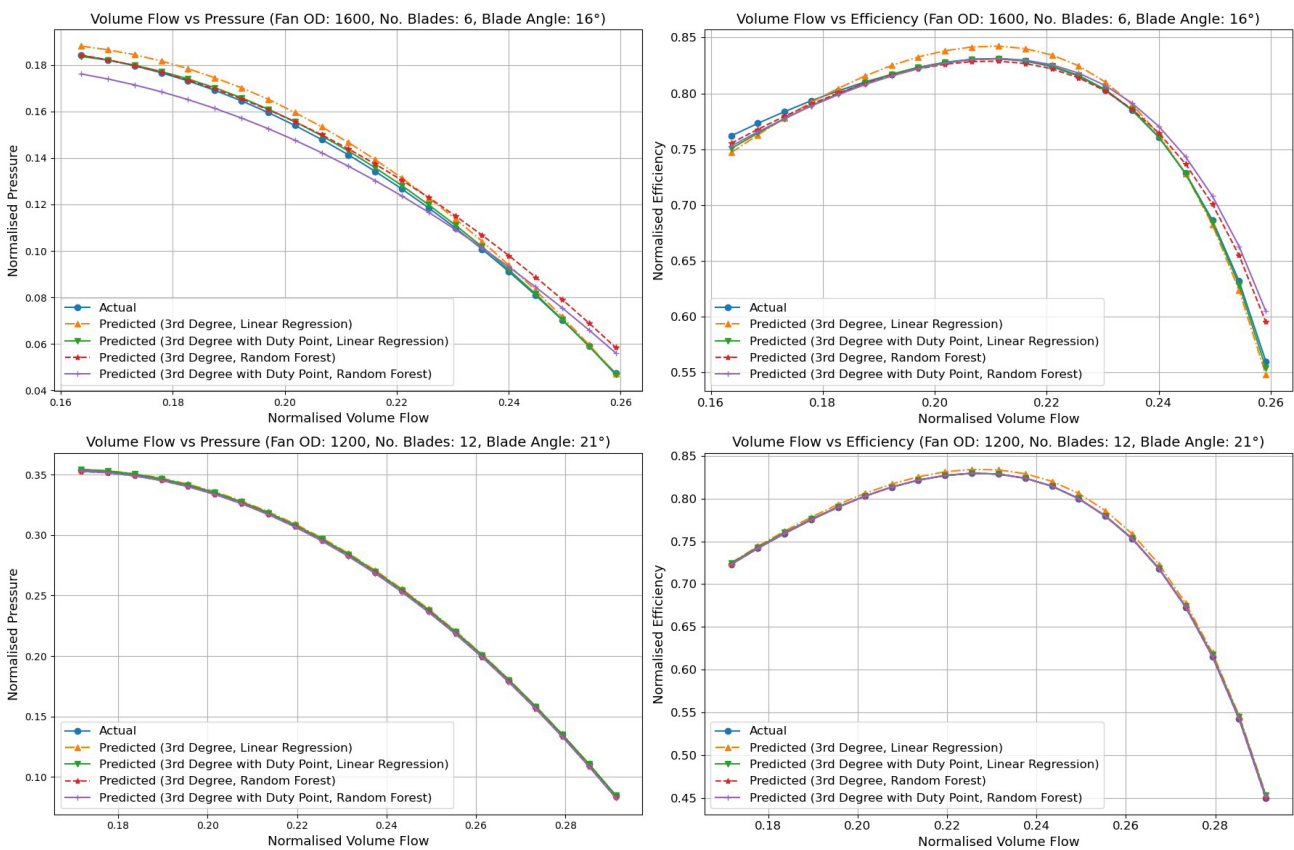 Volume Flow vs Pressure (Fan OD: 1600, No. Blades: 6, Blade Angle: 16°)
Normalised Pressure
0.18
0.16
0.14
0.12
0.10
0.08
0.06
0.04
Actual
Predicted (3rd Degree, Linear Regression)
Predicted (3rd Degree with Duty Point, Linear Regression)
Predicted (3rd Degree, Random Forest)
Predicted (3rd Degree with Duty Point, Random Forest)
0.16 0.18 0.20 0.22 0.24 0.26
Normalised Volume Flow
Volume Flow vs Efficiency (Fan OD: 1600, No. Blades: 6, Blade Angle: 16°)
Normalised Efficiency
0.85
0.80
0.75
0.70
0.65
0.60
0.55
Actual
Predicted (3rd Degree, Linear Regression)
Predicted (3rd Degree with Duty Point, Linear Regression)
Predicted (3rd Degree, Random Forest)
Predicted (3rd Degree with Duty Point, Random Forest)
0.16 0.18 0.20 0.22 0.24 0.26
Normalised Volume Flow
Volume Flow vs Pressure (Fan OD: 1200, No. Blades: 12, Blade Angle: 21°)
Normalised Pressure
0.35
0.30
0.25
0.20
0.15
0.10
Actual
Predicted (3rd Degree, Linear Regression)
Predicted (3rd Degree with Duty Point, Linear Regression)
Predicted (3rd Degree, Random Forest)
Predicted (3rd Degree with Duty Point, Random Forest)
0.18 0.20 0.22 0.24 0.26 0.28
Normalised Volume Flow
Volume Flow vs Efficiency (Fan OD: 1200, No. Blades: 12, Blade Angle: 21°)
Normalised Efficiency
0.85
0.80
0.75
0.70
0.65
0.60
0.55
0.50
0.45
Actual
Predicted (3rd Degree, Linear Regression)
Predicted (3rd Degree with Duty Point, Linear Regression)
Predicted (3rd Degree, Random Forest)
Predicted (3rd Degree with Duty Point, Random Forest)
0.18 0.20 0.22 0.24 0.26 0.28
Normalised Volume Flow